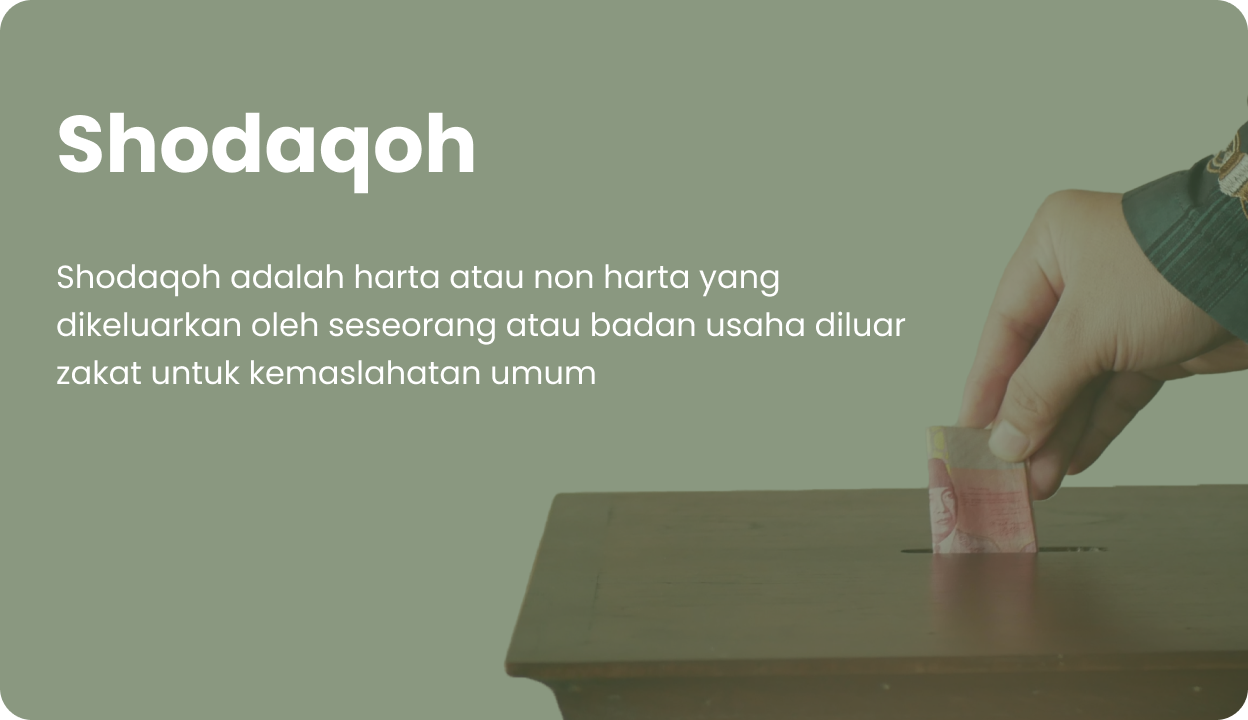 Shodaqoh
Shodaqoh adalah harta atau non harta yang
dikeluarkan oleh seseorang atau badan usaha diluar
zakat untuk kemaslahatan umum